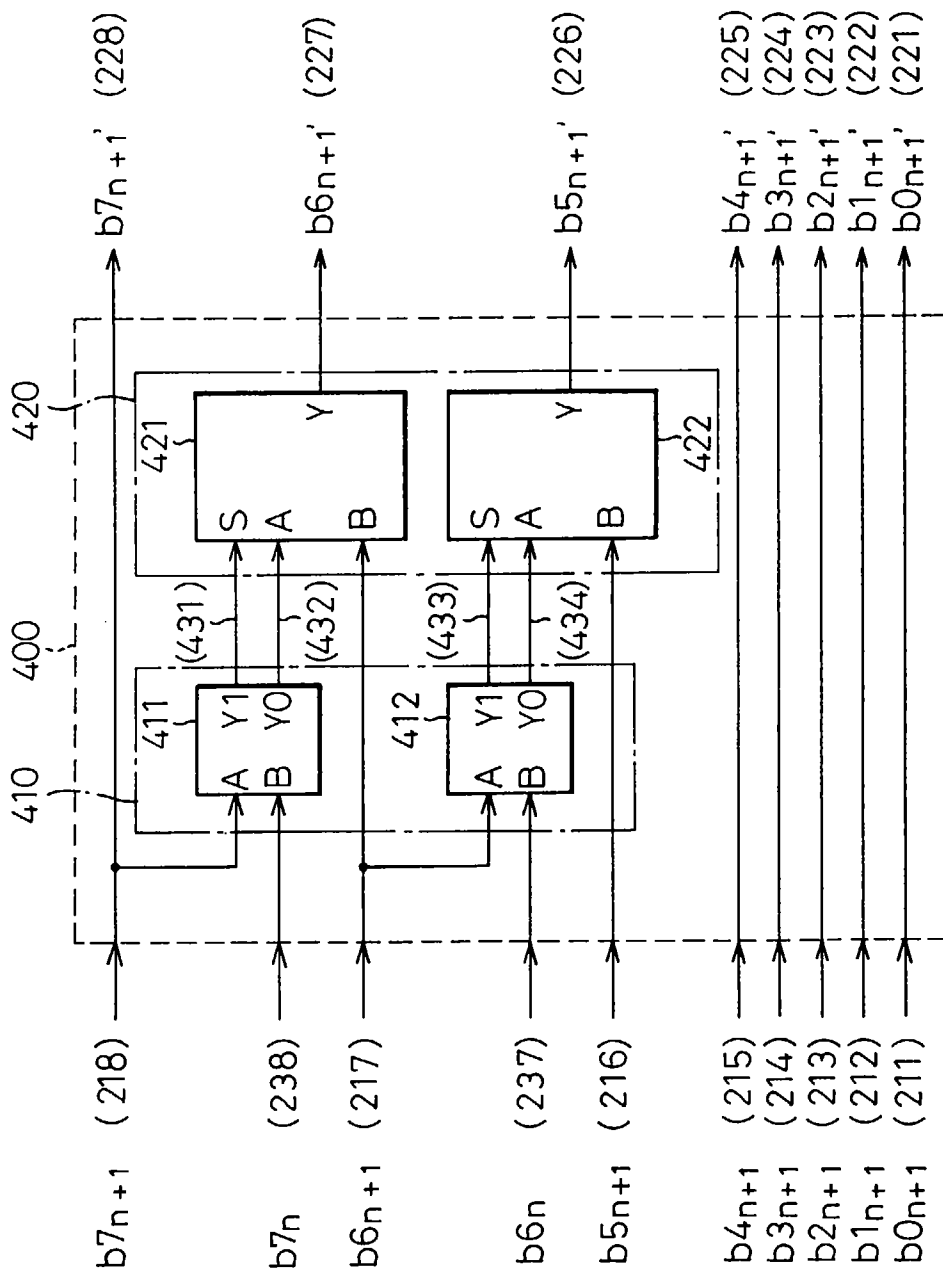 400
410
420
b7n+1 (218)
b7n+1' (228)
411
A
B
Y1
Y0
(431)
(432)
421
S
A
B
Y
b7n (238)
b6n+1' (227)
b6n+1 (217)
412
A
B
Y1
Y0
(433)
(434)
422
S
A
B
Y
b6n (237)
b5n+1' (226)
b5n+1 (216)
b4n+1 (215)
b4n+1' (225)
b3n+1 (214)
b3n+1' (224)
b2n+1 (213)
b2n+1' (223)
b1n+1 (212)
b1n+1' (222)
b0n+1 (211)
b0n+1' (221)